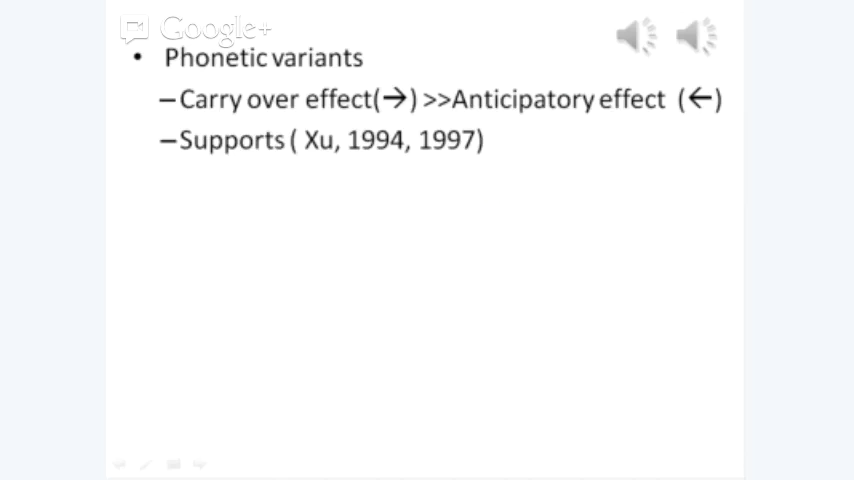 Google+
• Phonetic variants
–Carry over effect(→) >>Anticipatory effect (←)
–Supports ( Xu, 1994, 1997)